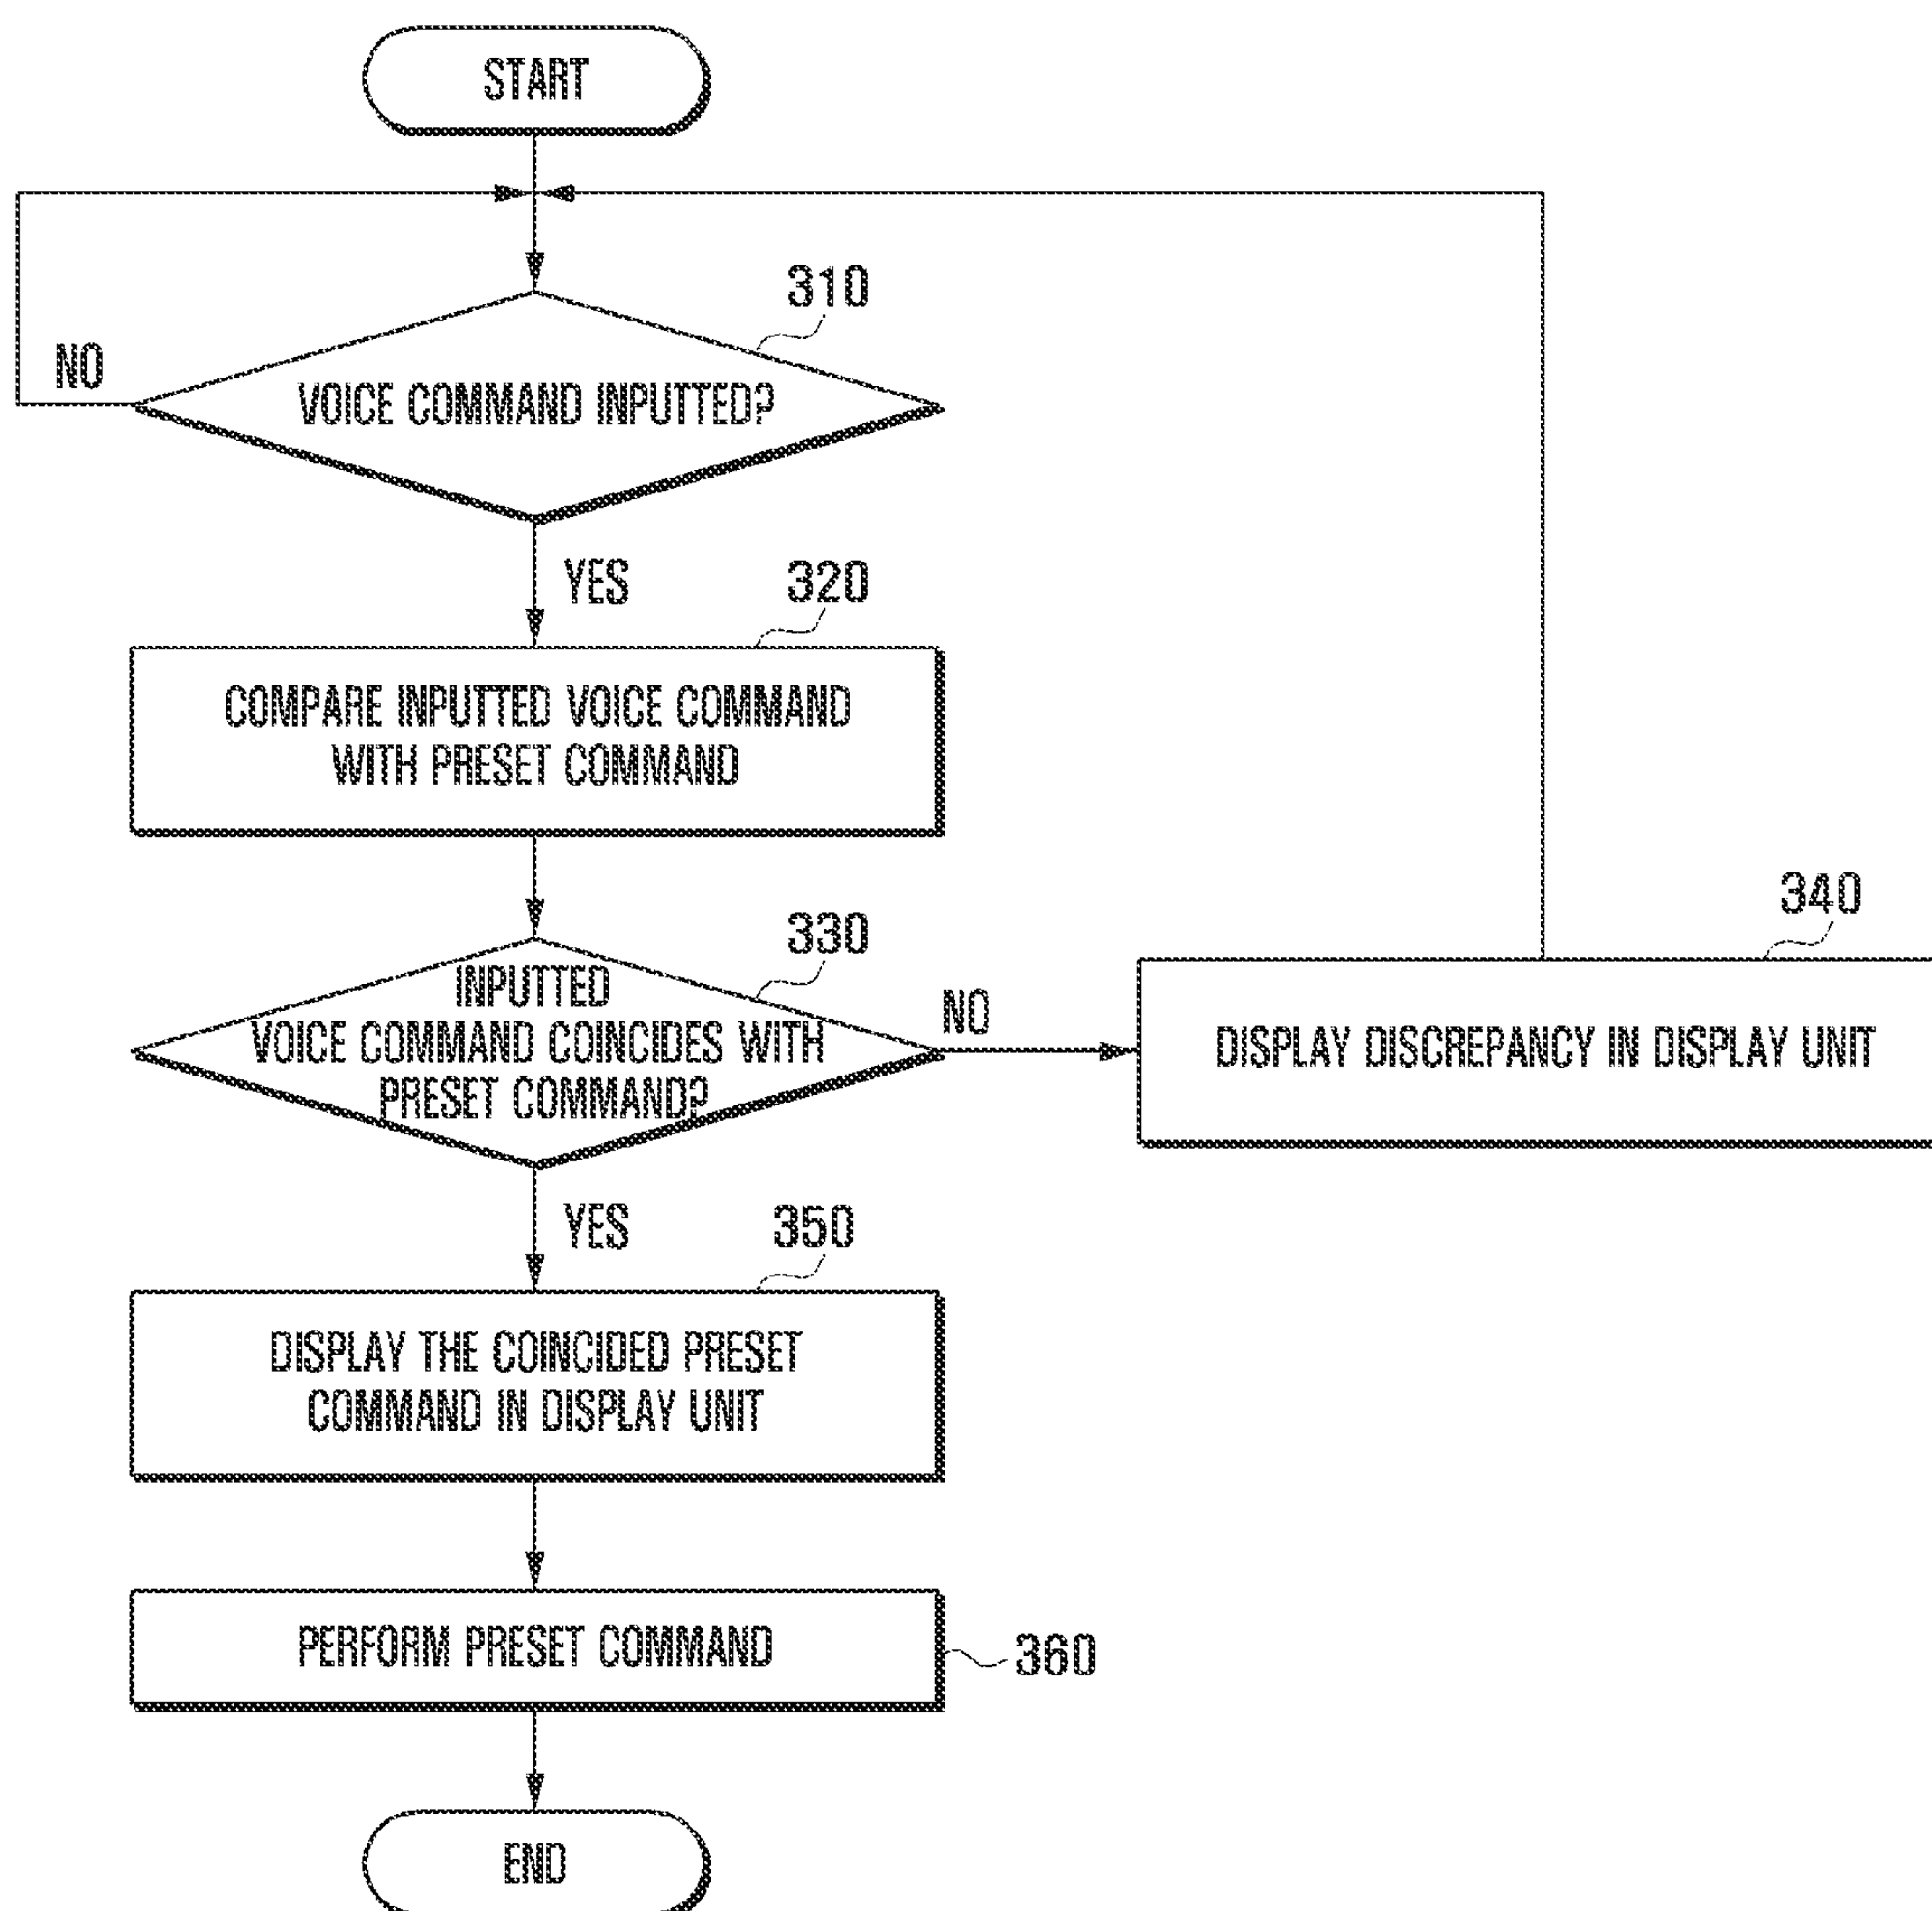 START
310
NO
VOICE COMMAND INPUTTED?
YES
320
COMPARE INPUTTED VOICE COMMAND
WITH PRESET COMMAND
330
INPUTTED
VOICE COMMAND COINCIDES WITH
PRESET COMMAND?
NO
340
DISPLAY DISCREPANCY IN DISPLAY UNIT
YES
350
DISPLAY THE COINCIDED PRESET
COMMAND IN DISPLAY UNIT
PERFORM PRESET COMMAND
360
END